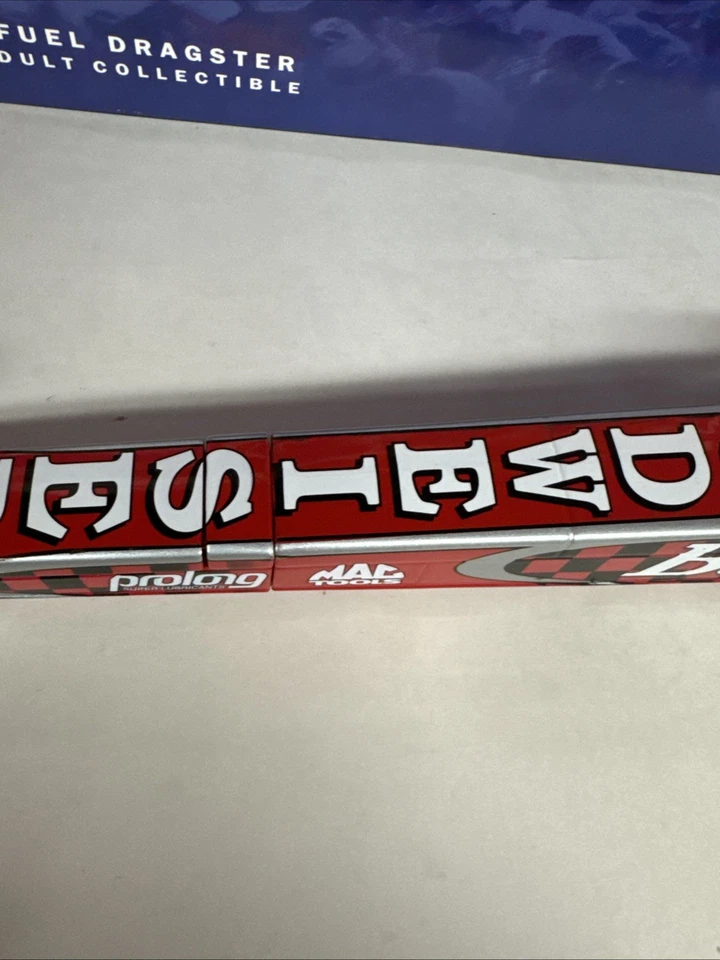 FUEL DRAGSTER
DULT COLLECTIBLE
DWEISE
prolong
SUPER LUBRICANTS
MAC
TOOLS
B